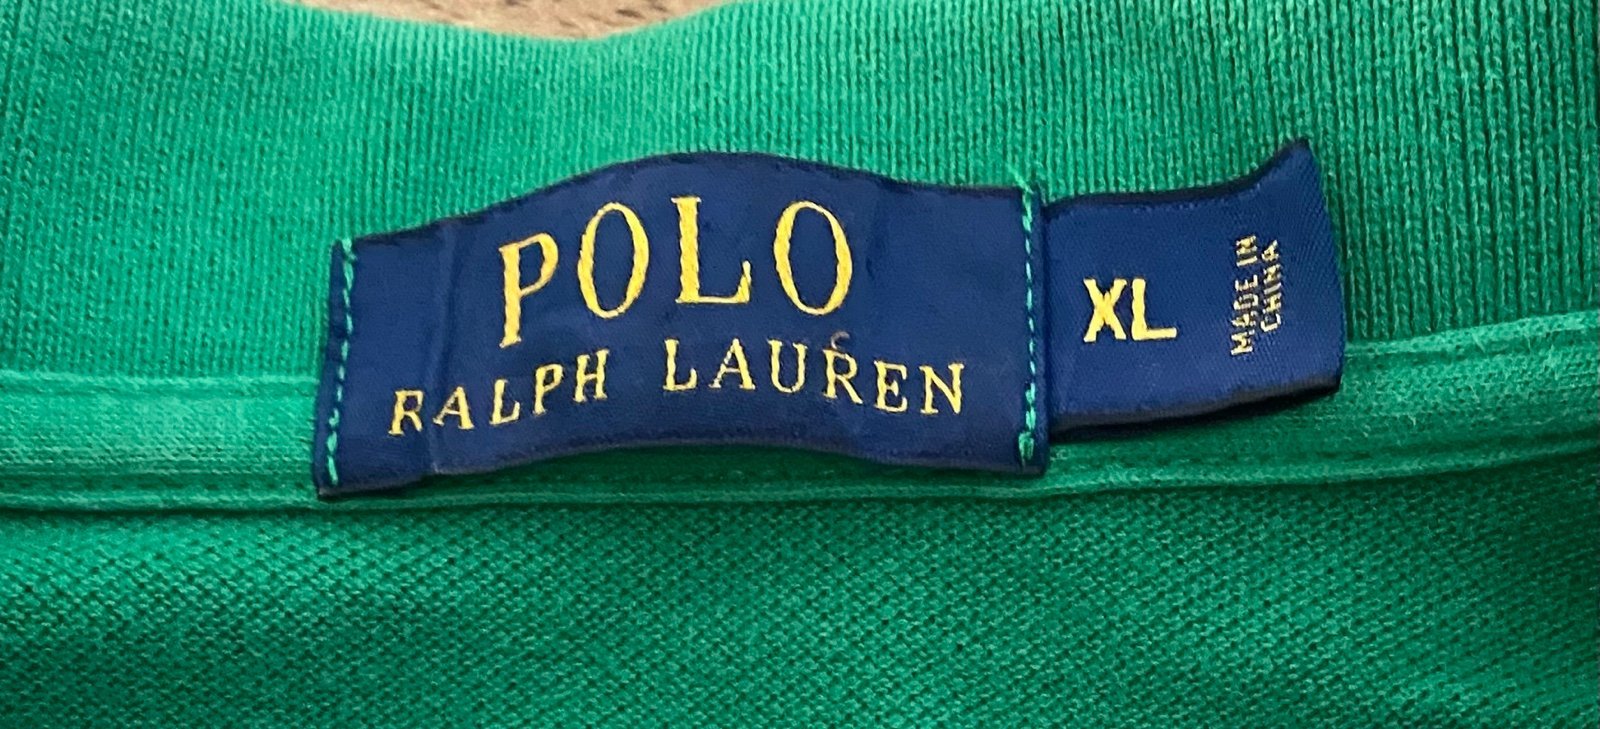 POLO
RALPH LAUREN
XL
MADE IN
CHINA